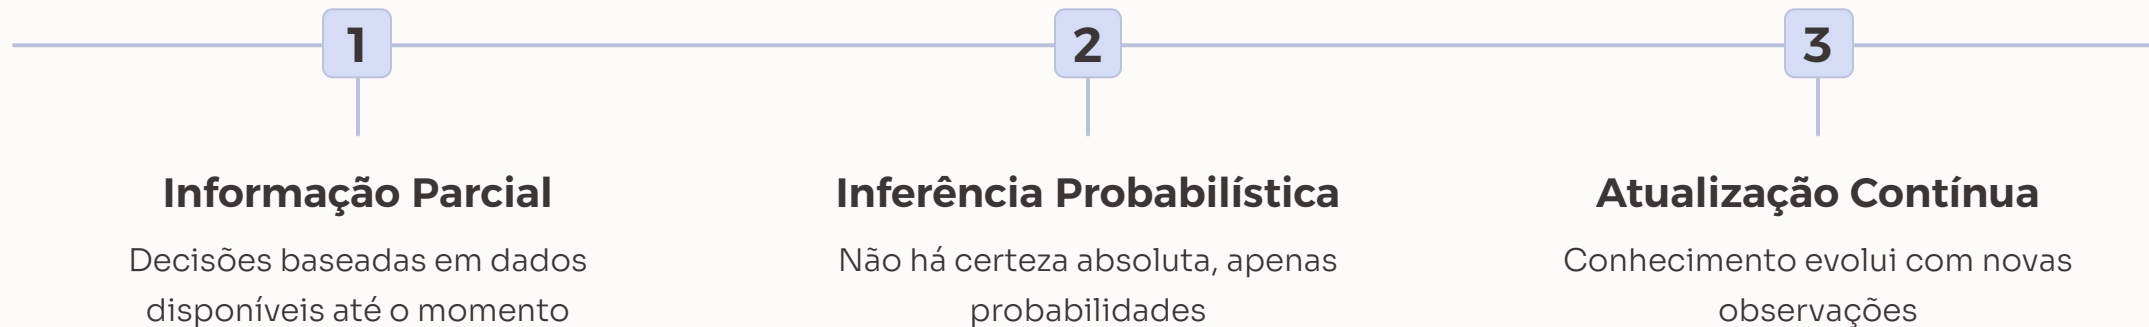 1
2
3
Informação Parcial
Decisões baseadas em dados
disponíveis até o momento
Inferência Probabilística
Não há certeza absoluta, apenas
probabilidades
Atualização Contínua
Conhecimento evolui com novas
observações